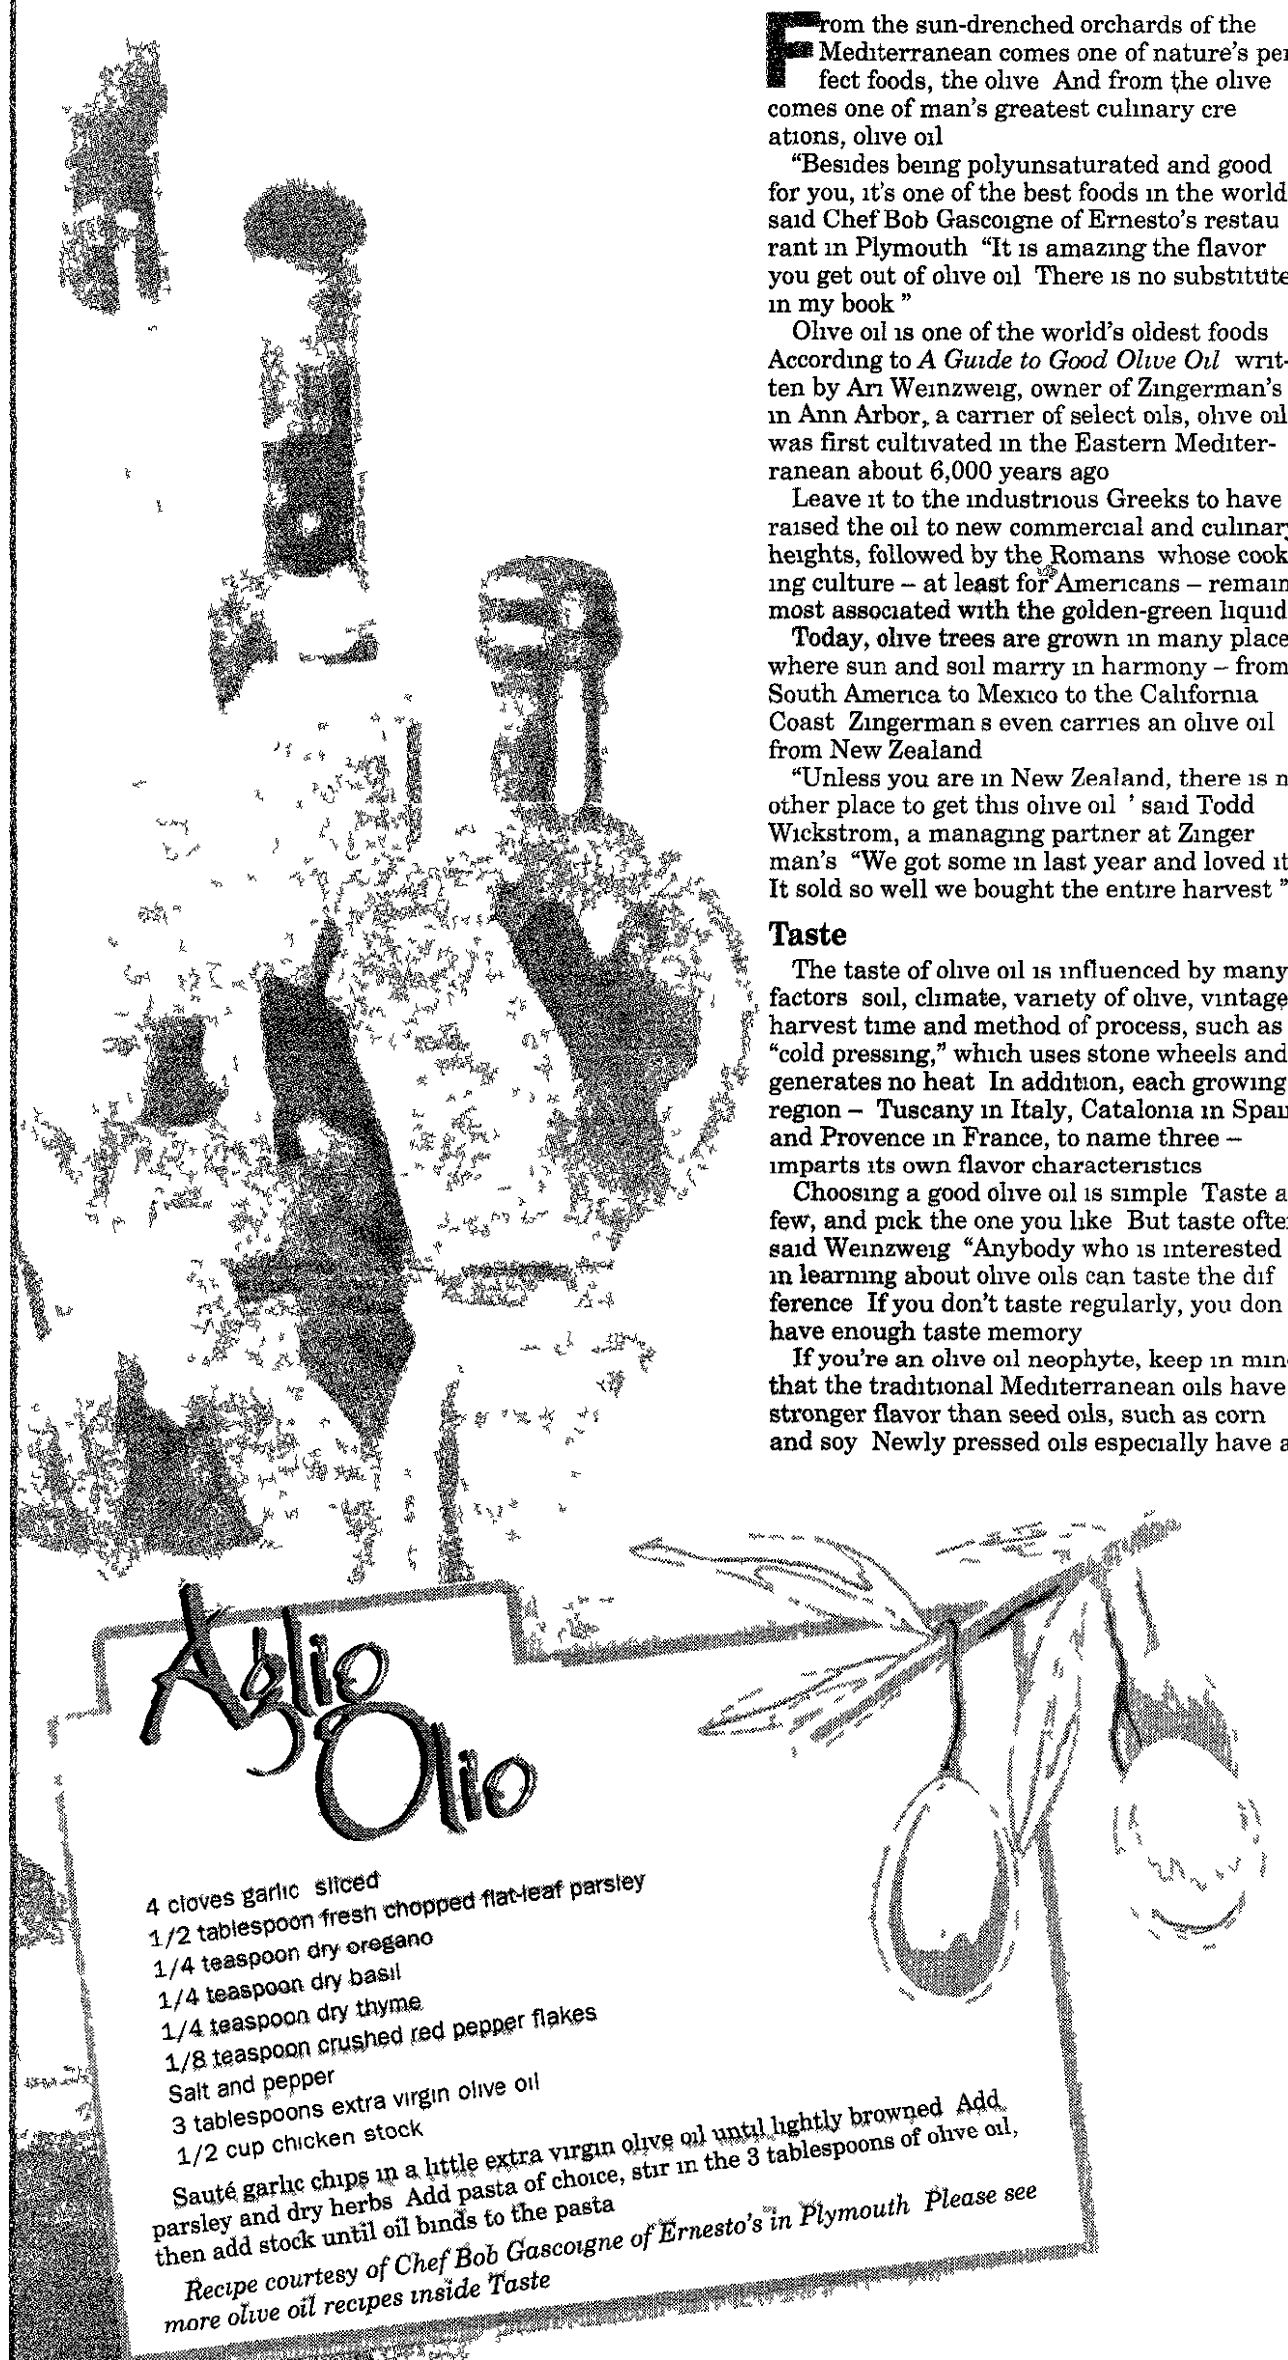 From the sun-drenched orchards of the
Mediterranean comes one of nature's per
fect foods, the olive And from the olive
comes one of man's greatest culinary cre
ations, olive oil
“Besides being polyunsaturated and good
for you, it's one of the best foods in the world
said Chef Bob Gascoigne of Ernesto's restau
rant in Plymouth “It is amazing the flavor
you get out of olive oil There is no substitute
in my book ”
Olive oil is one of the world's oldest foods
According to A Guide to Good Olive Oil writ-
ten by Ari Weinzweig, owner of Zingerman's
in Ann Arbor, a carrier of select oils, olive oil
was first cultivated in the Eastern Mediter-
ranean about 6,000 years ago
Leave it to the industrious Greeks to have
raised the oil to new commercial and culinary
heights, followed by the Romans whose cook
ing culture – at least for Americans – remain
most associated with the golden-green liquid
Today, olive trees are grown in many place
where sun and soil marry in harmony – from
South America to Mexico to the California
Coast Zingerman s even carries an olive oil
from New Zealand
“Unless you are in New Zealand, there is n
other place to get this olive oil ’ said Todd
Wickstrom, a managing partner at Zinger
man's “We got some in last year and loved it
It sold so well we bought the entire harvest ”
Taste
The taste of olive oil is influenced by many
factors soil, climate, variety of olive, vintage
harvest time and method of process, such as
“cold pressing,” which uses stone wheels and
generates no heat In addition, each growing
region – Tuscany in Italy, Catalonia in Spain
and Provence in France, to name three –
imparts its own flavor characteristics
Choosing a good olive oil is simple Taste a
few, and pick the one you like But taste ofte
said Weinzweig “Anybody who is interested
in learning about olive oils can taste the dif
ference If you don't taste regularly, you don
have enough taste memory
If you're an olive oil neophyte, keep in min
that the traditional Mediterranean oils have
stronger flavor than seed oils, such as corn
and soy Newly pressed oils especially have a
Aglio
Olio
4 cloves garlic sliced
1/2 tablespoon fresh chopped flat-leaf parsley
1/4 teaspoon dry oregano
1/4 teaspoon dry basil
1/4 teaspoon dry thyme
1/8 teaspoon crushed red pepper flakes
Salt and pepper
3 tablespoons extra virgin olive oil
1/2 cup chicken stock
Sauté garlic chips in a little extra virgin olive oil until lightly browned Add
parsley and dry herbs Add pasta of choice, stir in the 3 tablespoons of olive oil,
then add stock until oil binds to the pasta
Recipe courtesy of Chef Bob Gascoigne of Ernesto's in Plymouth Please see
more olive oil recipes inside Taste